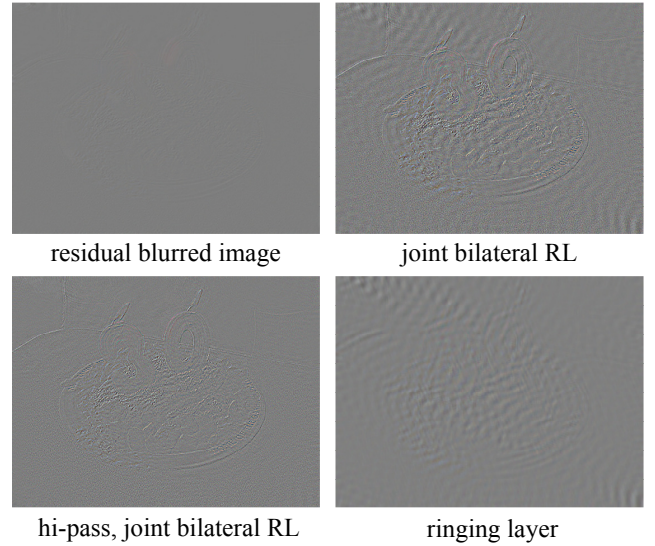 residual blurred image
joint bilateral RL
hi-pass, joint bilateral RL
ringing layer